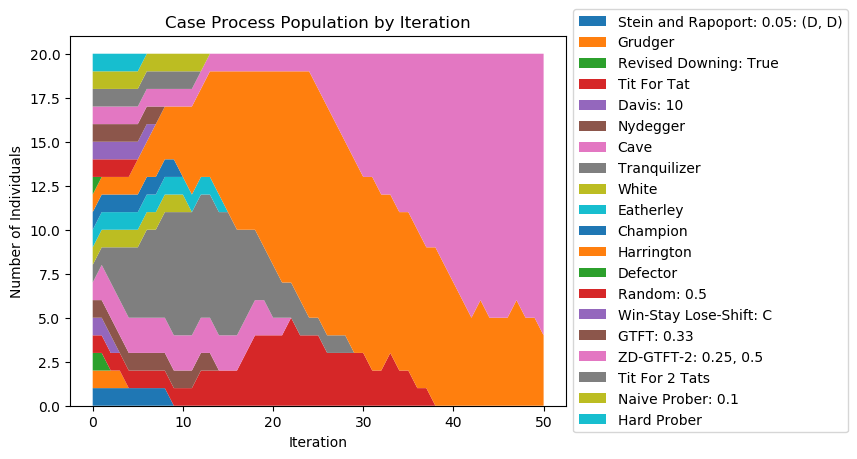 Case Process Population by Iteration
Number of Individuals
20.0
17.5
15.0
12.5
10.0
7.5
5.0
2.5
0.0
0
10
20
30
40
50
Iteration
Stein and Rapoport: 0.05: (D, D)
Grudger
Revised Downing: True
Tit For Tat
Davis: 10
Nydegger
Cave
Tranquilizer
White
Eatherley
Champion
Harrington
Defector
Random: 0.5
Win-Stay Lose-Shift: C
GTFT: 0.33
ZD-GTFT-2: 0.25, 0.5
Tit For 2 Tats
Naive Prober: 0.1
Hard Prober